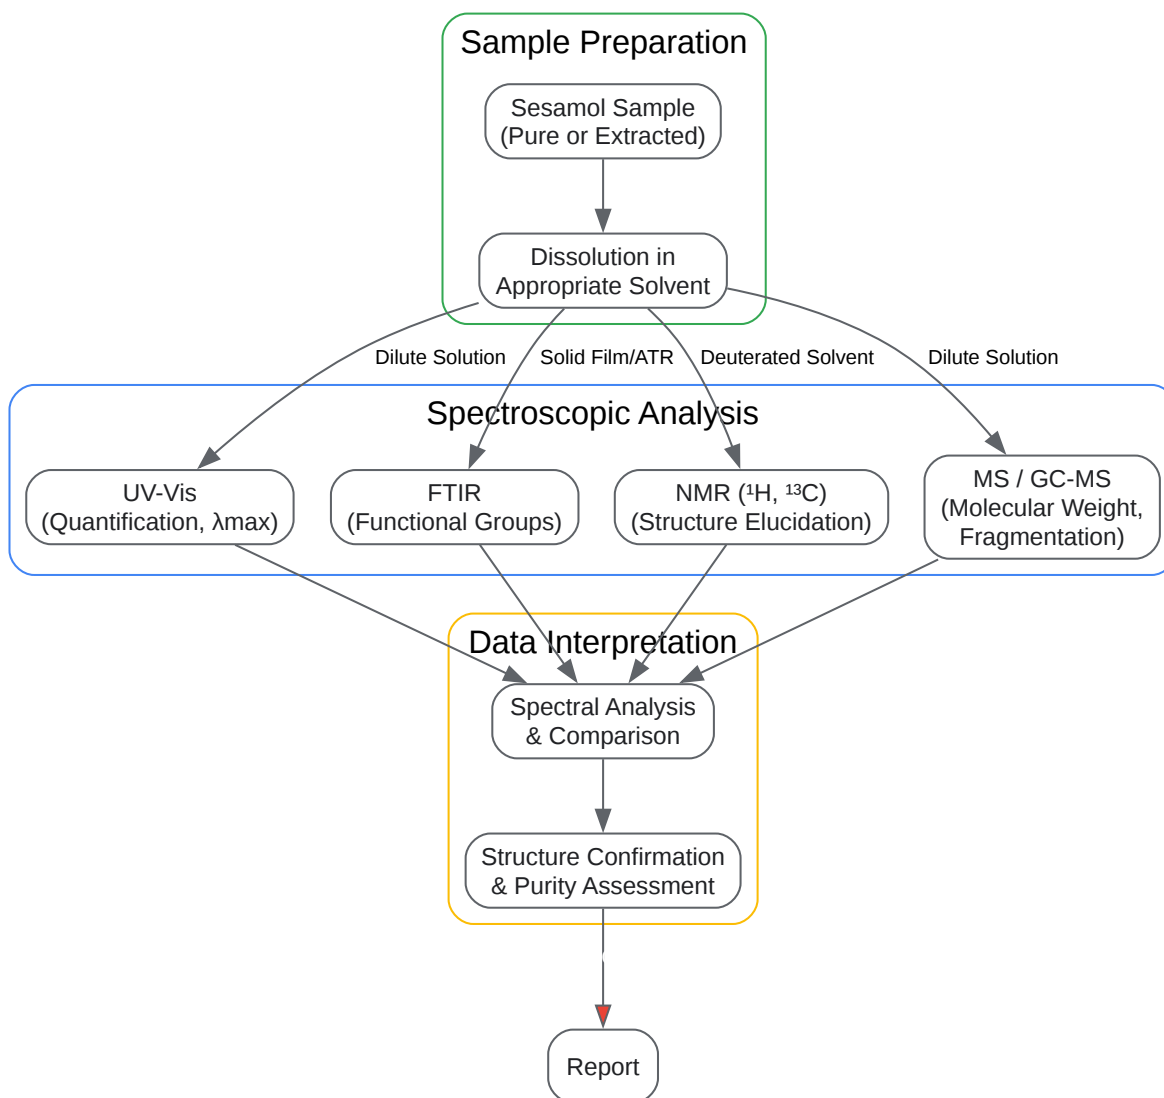 Sample Preparation
Sesamol Sample
(Pure or Extracted)
Dissolution in
Appropriate Solvent
Dilute Solution
Solid Film/ATR
Deuterated Solvent
Dilute Solution
Spectroscopic Analysis
UV-Vis
(Quantification, λmax)
FTIR
(Functional Groups)
NMR (¹H, ¹³C)
(Structure Elucidation)
MS / GC-MS
(Molecular Weight,
Fragmentation)
Data Interpretation
Spectral Analysis
& Comparison
Structure Confirmation
& Purity Assessment
Report